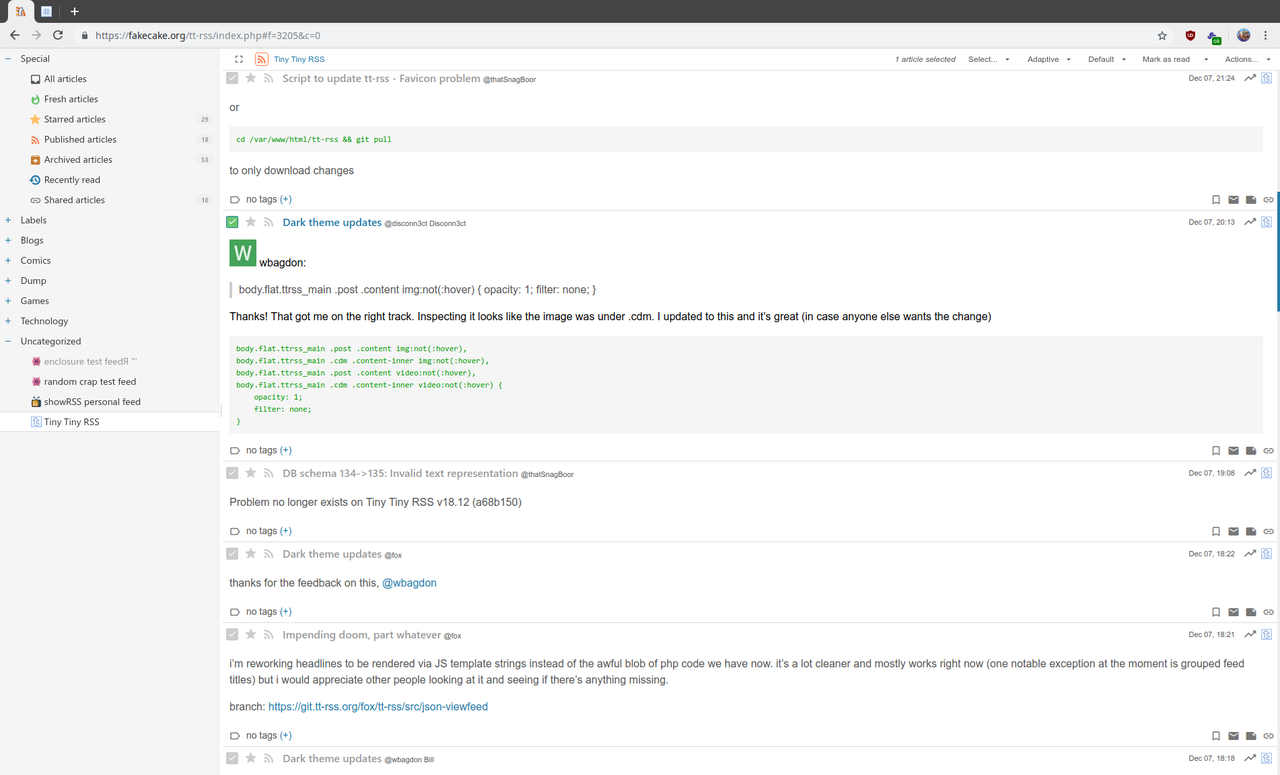 https://fakecake.org/tt-rss/index.php#f=3205&c=0
Special
All articles
Fresh articles
Starred articles 29
Published articles 18
Archived articles 53
Recently read
Shared articles 10
Labels
Blogs
Comics
Dump
Games
Technology
Uncategorized
random crap test feed
showRSS personal feed
Tiny Tiny RSS
Tiny Tiny RSS 1 article selected Select... Adaptive Default Mark as read Actions...
Script to update tt-rss - Favicon problem @thatSnagBoor Dec 07, 21:24
or
cd /var/www/html/tt-rss && git pull
to only download changes
no tags (+)
Dark theme updates @disconn3ct Disconn3ct Dec 07, 20:13
W wbagdon:
body.flat.ttrss_main .post .content img:not(:hover) { opacity: 1; filter: none; }
Thanks! That got me on the right track. Inspecting it looks like the image was under .cdm. I updated to this and it’s great (in case anyone else wants the change)
body.flat.ttrss_main .post .content img:not(:hover),
body.flat.ttrss_main .cdm .content-inner img:not(:hover),
body.flat.ttrss_main .post .content video:not(:hover),
body.flat.ttrss_main .cdm .content-inner video:not(:hover) {
opacity: 1;
filter: none;
}
no tags (+)
DB schema 134->135: Invalid text representation @thatSnagBoor Dec 07, 19:08
Problem no longer exists on Tiny Tiny RSS v18.12 (a68b150)
no tags (+)
Dark theme updates @fox Dec 07, 18:22
thanks for the feedback on this, @wbagdon
no tags (+)
Impending doom, part whatever @fox Dec 07, 18:21
i’m reworking headlines to be rendered via JS template strings instead of the awful blob of php code we have now. it’s a lot cleaner and mostly works right now (one notable exception at the moment is grouped feed
titles) but i would appreciate other people looking at it and seeing if there’s anything missing.
branch: https://git.tt-rss.org/fox/tt-rss/src/json-viewfeed
no tags (+)
Dark theme updates @wbagdon Bill Dec 07, 18:18